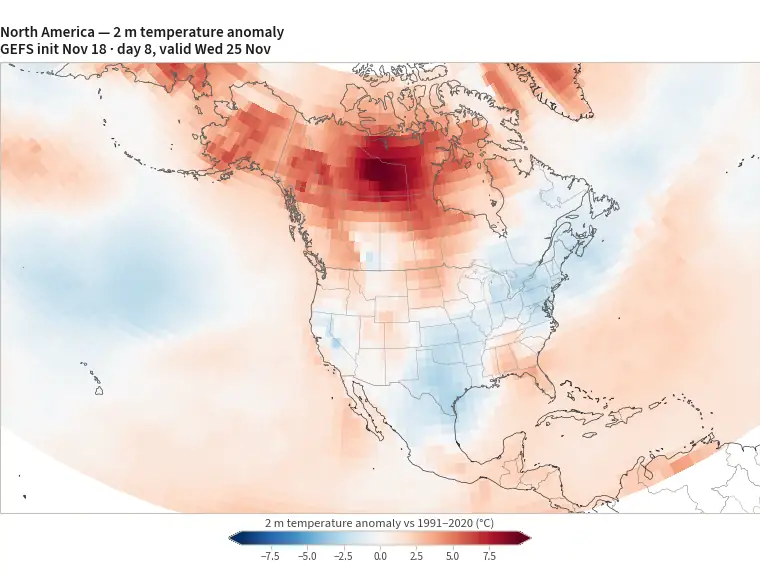 North America — 2 m temperature anomaly
GEFS init Nov 18 · day 8, valid Wed 25 Nov
2 m temperature anomaly vs 1991–2020 (°C)
−7.5 −5.0 −2.5 0.0 2.5 5.0 7.5